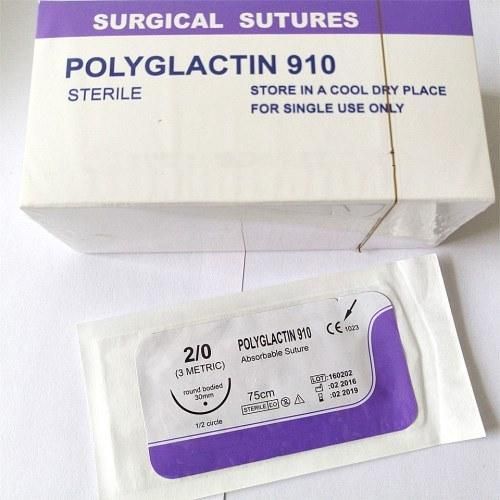 SURGICAL SUTURES
POLYGLACTIN 910
STERILE
STORE IN A COOL DRY PLACE
FOR SINGLE USE ONLY
2/0
(3 METRIC)
round bodied
30mm
1/2 circle
POLYGLACTIN 910
Absorbable Suture
75cm
STERILE EO
CE
1023
LOT:160202
:02 2016
:02 2019